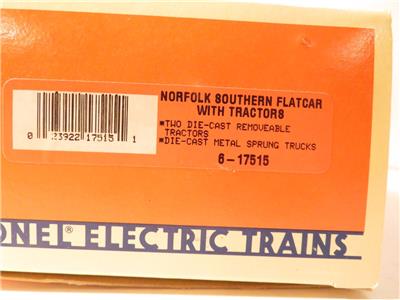 NORFOLK SOUTHERN FLATCAR
WITH TRACTORS
*TWO DIE-CAST REMOVEABLE
TRACTORS
*DIE-CAST METAL SPRUNG TRUCKS
6-17515
0 23922 17515 1
ONEL® ELECTRIC TRAINS